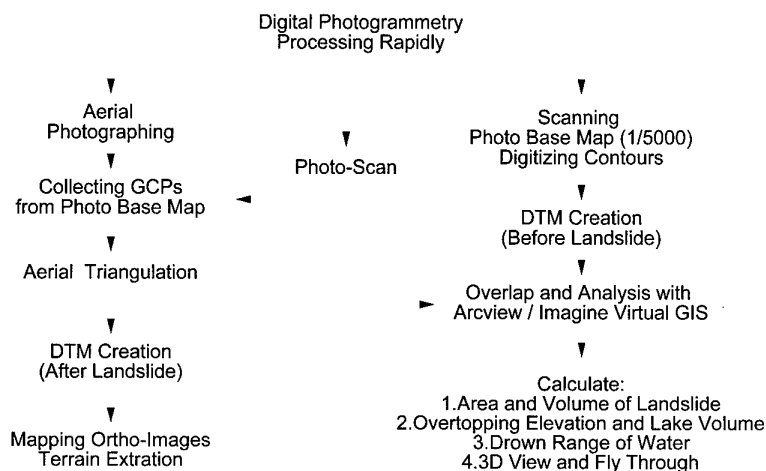 Digital Photogrammetry
Processing Rapidly
Aerial
Photographing
Collecting GCPs
from Photo Base Map
Aerial Triangulation
DTM Creation
(After Landslide)
Mapping Ortho-Images
Terrain Extration
Photo-Scan
Scanning
Photo Base Map (1/5000)
Digitizing Contours
DTM Creation
(Before Landslide)
Overlap and Analysis with
Arcview / Imagine Virtual GIS
Calculate:
1.Area and Volume of Landslide
2.Overtopping Elevation and Lake Volume
3.Drown Range of Water
4.3D View and Fly Through